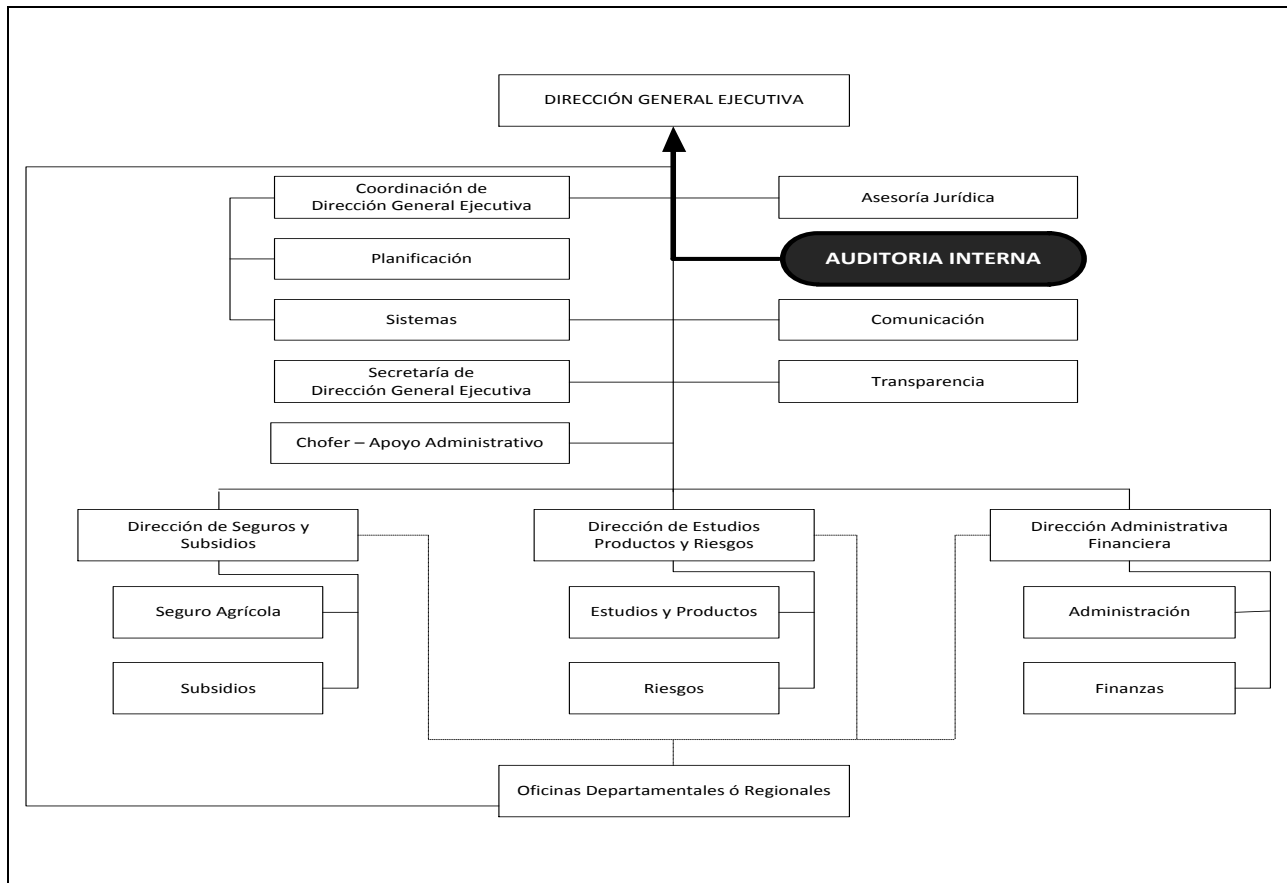 DIRECCIÓN GENERAL EJECUTIVA
Coordinación de
Dirección General Ejecutiva
Asesoría Jurídica
Planificación
AUDITORIA INTERNA
Sistemas
Comunicación
Secretaría de
Dirección General Ejecutiva
Transparencia
Chofer – Apoyo Administrativo
Dirección de Seguros y
Subsidios
Dirección de Estudios
Productos y Riesgos
Dirección Administrativa
Financiera
Seguro Agrícola
Estudios y Productos
Administración
Subsidios
Riesgos
Finanzas
Oficinas Departamentales ó Regionales